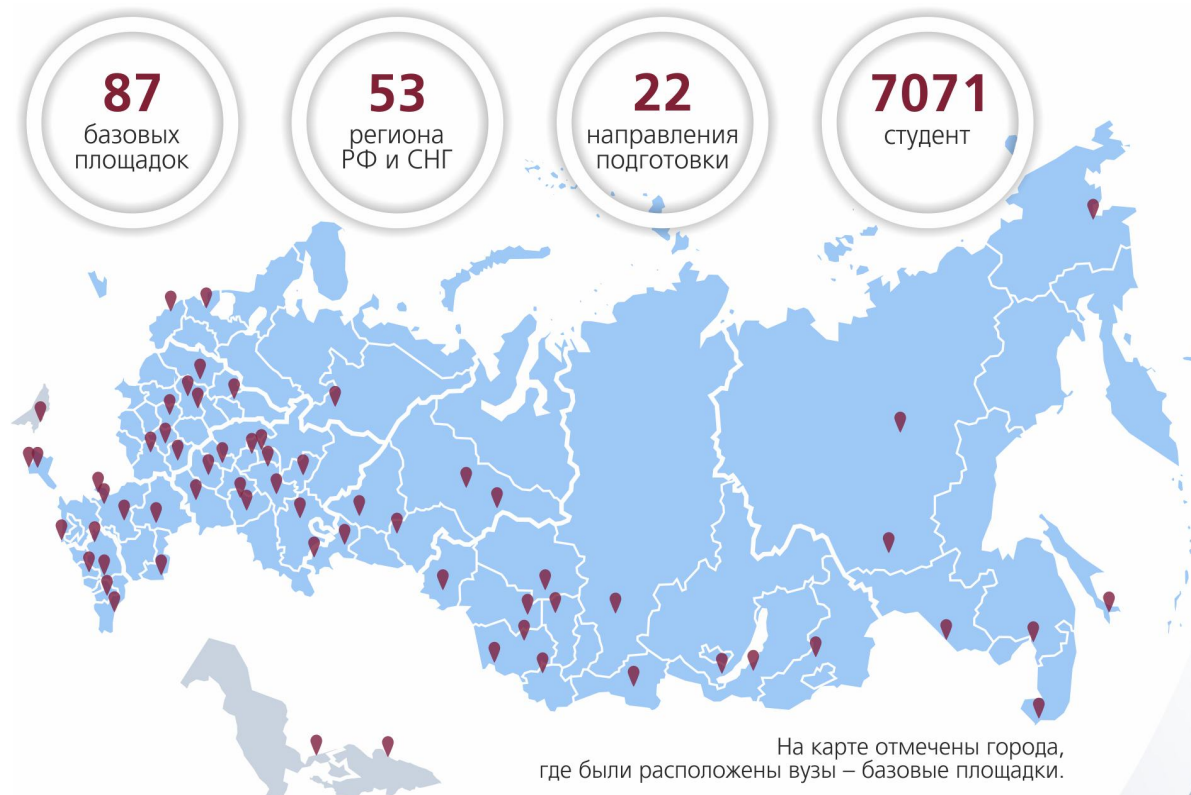 87
базовых
площадок
53
региона
РФ и СНГ
22
направления
подготовки
7071
студент
На карте отмечены города,
где были расположены вузы – базовые площадки.